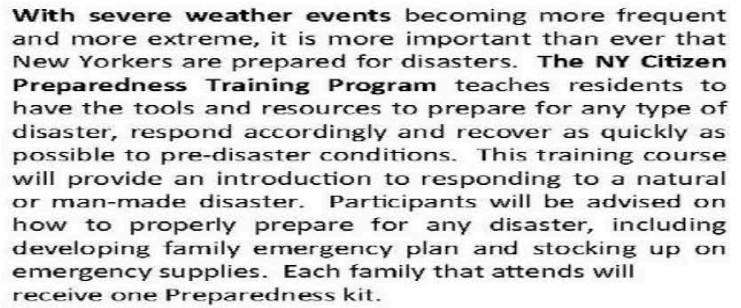 With severe weather events becoming more frequent
and more extreme, it is more important than ever that
New Yorkers are prepared for disasters.  The NY Citizen
Preparedness Training Program teaches residents to
have the tools and resources to prepare for any type of
disaster, respond accordingly and recover as quickly as
possible to pre-disaster conditions.  This training course
will provide an introduction to responding to a natural
or man-made disaster.  Participants will be advised on
how to properly prepare for any disaster, including
developing family emergency plan and stocking up on
emergency supplies.  Each family that attends will
receive one Preparedness kit.